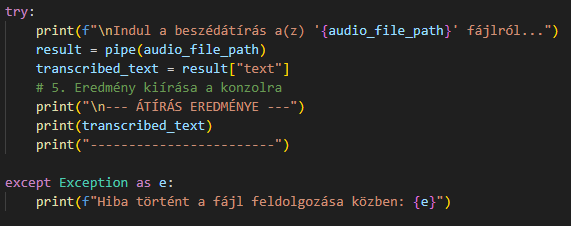 try:
    print(f"\nIndul a beszédátírás a(z) '{audio_file_path}' fájlról...")
    result = pipe(audio_file_path)
    transcribed_text = result["text"]
    # 5. Eredmény kiírása a konzolra
    print("\n--- ÁTÍRÁS EREDMÉNYE ---")
    print(transcribed_text)
    print("------------------------")
except Exception as e:
    print(f"Hiba történt a fájl feldolgozása közben: {e}")